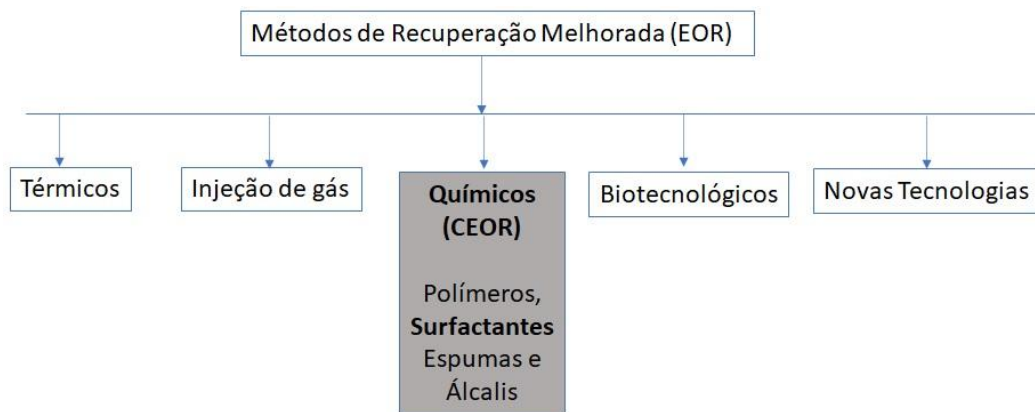 Métodos de Recuperação Melhorada (EOR)
Térmicos
Injeção de gás
Químicos
(CEOR)
Polímeros,
Surfactantes
Espumas e
Álcalis
Biotecnológicos
Novas Tecnologias